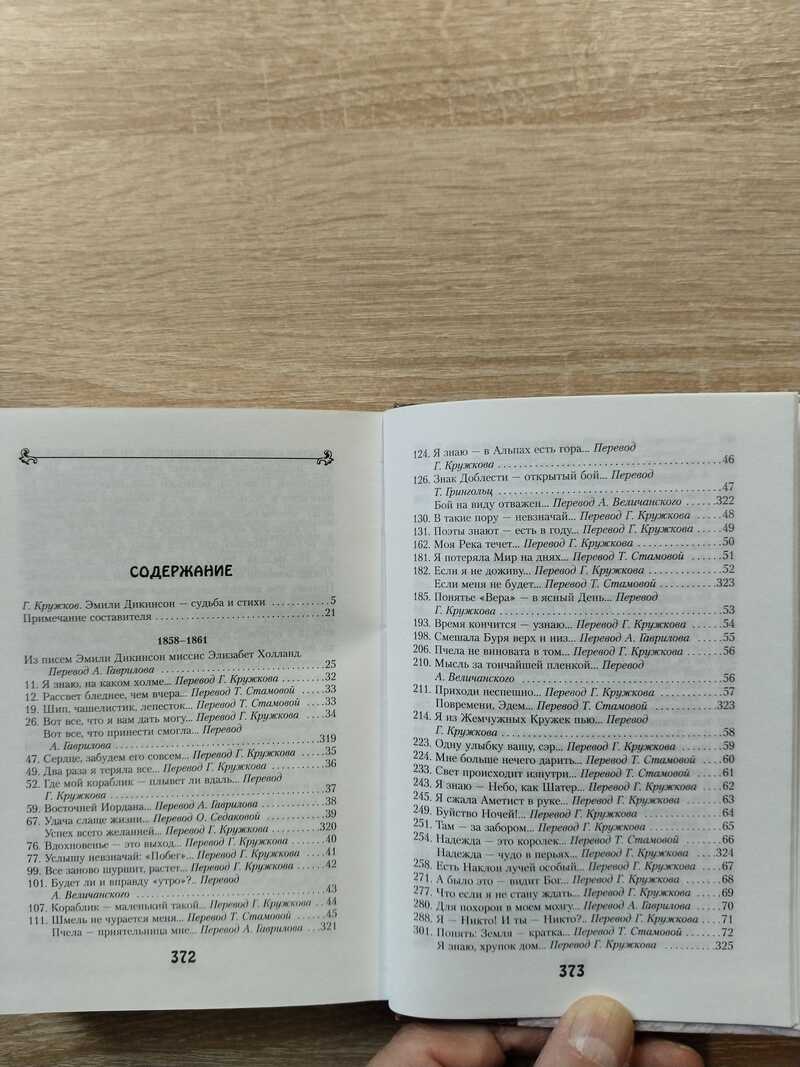 СОДЕРЖАНИЕ
Г. Кружков. Эмили Дикинсон — судьба и стихи ............5
Примечание составителя ....................................21
1858–1861
Из писем Эмили Дикинсон миссис Элизабет Холланд.
Перевод А. Гаврилова ....................................25
11. Я знаю, на каком холме... Перевод Г. Кружкова ......32
12. Рассвет бледнее, чем вчера... Перевод Т. Стамовой ....33
19. Шип, чашелистик, лепесток... Перевод Т. Стамовой ....33
26. Вот все, что я вам дать могу... Перевод Г. Кружкова ...34
Вот все, что принести смогла... Перевод
А. Гаврилова ..........................................319
47. Сердце, забудем его совсем... Перевод Г. Кружкова ....35
49. Два раза я теряла все... Перевод Г. Кружкова .........36
52. Где мой кораблик — плывет ли вдаль... Перевод
Г. Кружкова ..........................................37
59. Восточней Иордана... Перевод А. Гаврилова ...........38
67. Удача слаще жизни... Перевод О. Седаковой ..........39
Успех всего желанней... Перевод Г. Кружкова .......320
76. Вдохновенье — это выход... Перевод Г. Кружкова .....40
77. Услышу невзначай: «Побег»... Перевод Г. Кружкова ...41
99. Все заново шуршит, растет... Перевод Г. Кружкова ....42
101. Будет ли и вправду «утро»?.. Перевод
А. Величанского ......................................43
107. Кораблик — маленький такой... Перевод Г. Кружкова ..44
111. Шмель не чурается меня... Перевод Т. Стамовой ......45
Пчела — приятельница мне... Перевод А. Гаврилова ...321
372
124. Я знаю — в Альпах есть гора... Перевод
Г. Кружкова ..........................................46
126. Знак Доблести — открытый бой... Перевод
Т. Грингольц ..........................................47
Бой на виду отважен... Перевод А. Величанского .....322
130. В такие пору — невзначай... Перевод Г. Кружкова .....48
131. Поэты знают — есть в году... Перевод Г. Кружкова .....49
162. Моя Река течет... Перевод Г. Кружкова ..............50
181. Я потеряла Мир на днях... Перевод Т. Стамовой ......51
182. Если я не доживу... Перевод Г. Кружкова ............52
Если меня не будет... Перевод Т. Стамовой ..........323
185. Понятье «Вера» — в ясный День... Перевод
Г. Кружкова ..........................................53
193. Время кончится — узнаю... Перевод Г. Кружкова ......54
198. Смешала Буря верх и низ... Перевод А. Гаврилова .....55
206. Пчела не виновата в том... Перевод Г. Кружкова .......56
210. Мысль за тончайшей пленкой... Перевод
А. Величанского ......................................56
211. Приходи неспешно... Перевод Г. Кружкова ...........57
Повремени, Эдем... Перевод Т. Стамовой ............323
214. Я из Жемчужных Кружек пью... Перевод
Г. Кружкова ..........................................58
223. Одну улыбку вашу, сэр... Перевод Г. Кружкова ........59
224. Мне больше нечего дарить... Перевод Т. Стамовой .....60
233. Свет происходит изнутри... Перевод Т. Стамовой ......61
243. Я знаю — Небо, как Шатер... Перевод Г. Кружкова .....62
245. Я сжала Аметист в руке... Перевод Г. Кружкова .......63
249. Буйство Ночей!.. Перевод Г. Кружкова ...............64
251. Там — за забором... Перевод Г. Кружкова ............65
254. Надежда — это королек... Перевод Т. Стамовой .......66
Надежда — чудо в перьях... Перевод Г. Кружкова .....324
258. Есть Наклон лучей особый... Перевод Г. Кружкова .....67
271. А было это — видит Бог... Перевод Г. Кружкова .......68
277. Что если я не стану ждать... Перевод Г. Кружкова ......69
280. Для похорон в моем мозгу... Перевод А. Гаврилова ....70
288. Я — Никто! И ты — Никто?.. Перевод Г. Кружкова ....71
301. Понять: Земля — кратка... Перевод Т. Стамовой .......72
Я знаю, хрупок дом... Перевод Г. Кружкова .........325
373